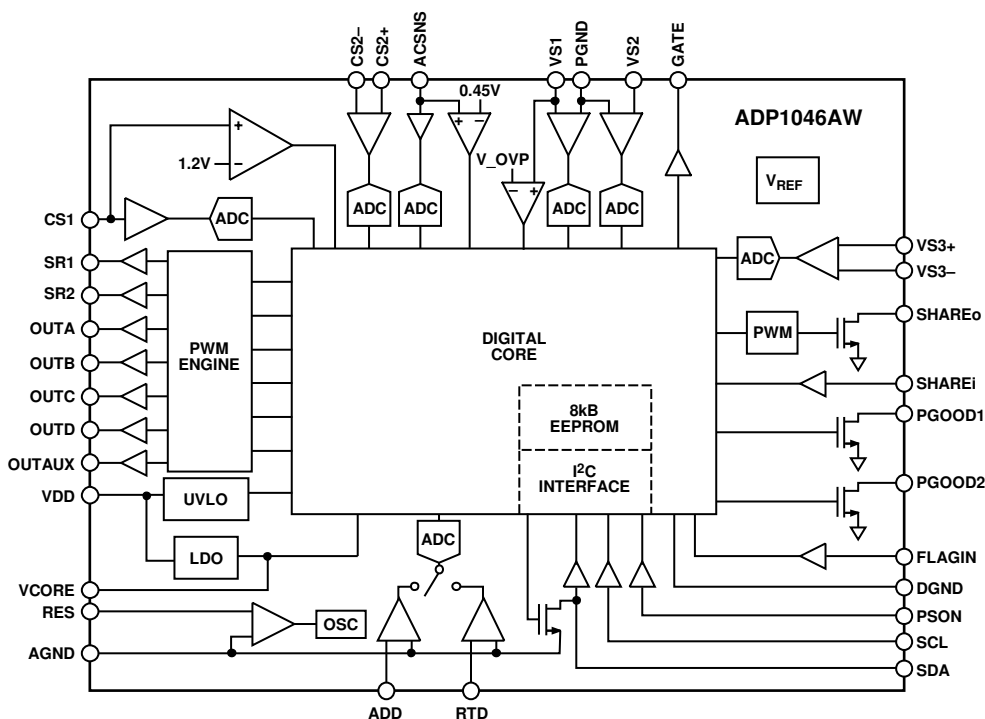 CS2–
CS2+
ACSNS
VS1
PGND
VS2
GATE
0.45V
+
–
ADP1046AW
+
1.2V
–
V_OVP
–
+
VREF
ADC
ADC
ADC
ADC
CS1
ADC
VS3+
ADC
VS3–
SR1
SR2
OUTA
OUTB
OUTC
OUTD
OUTAUX
PWM
ENGINE
DIGITAL
CORE
PWM
SHAREo
SHAREi
8kB
EEPROM
PGOOD1
I²C
INTERFACE
PGOOD2
VDD
UVLO
ADC
LDO
FLAGIN
VCORE
DGND
RES
OSC
PSON
SCL
AGND
SDA
ADD
RTD